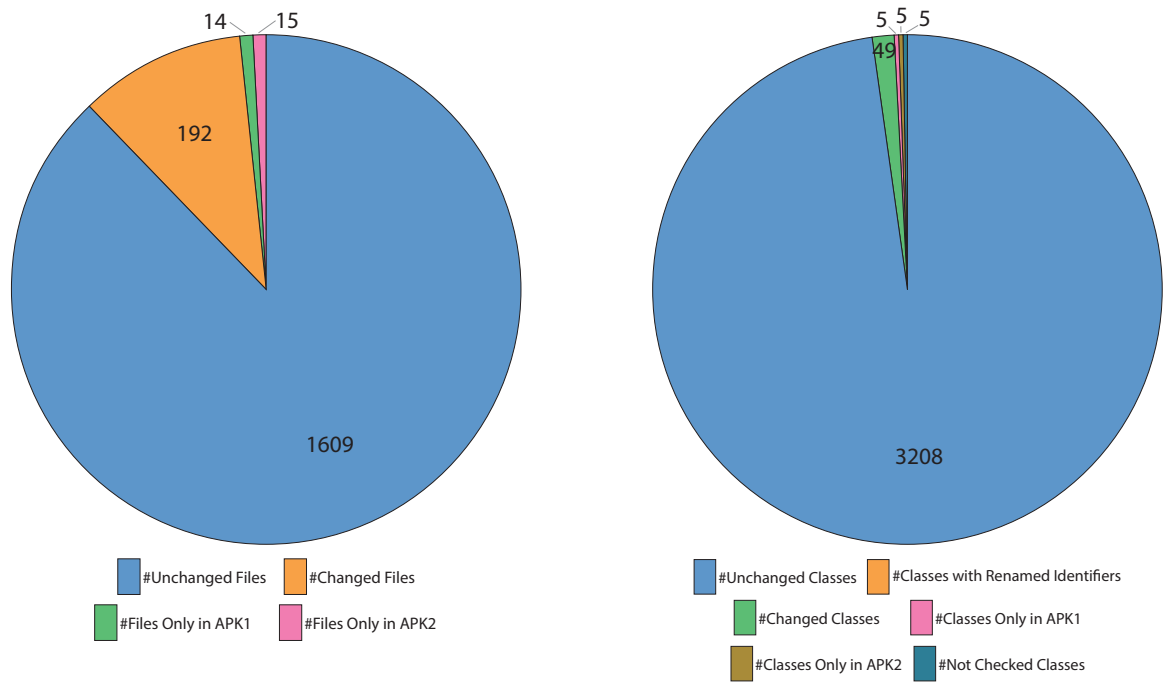 14
15
192
1609
#Unchanged Files
#Changed Files
#Files Only in APK1
#Files Only in APK2
5
5
5
49
3208
#Unchanged Classes
#Classes with Renamed Identifiers
#Changed Classes
#Classes Only in APK1
#Classes Only in APK2
#Not Checked Classes